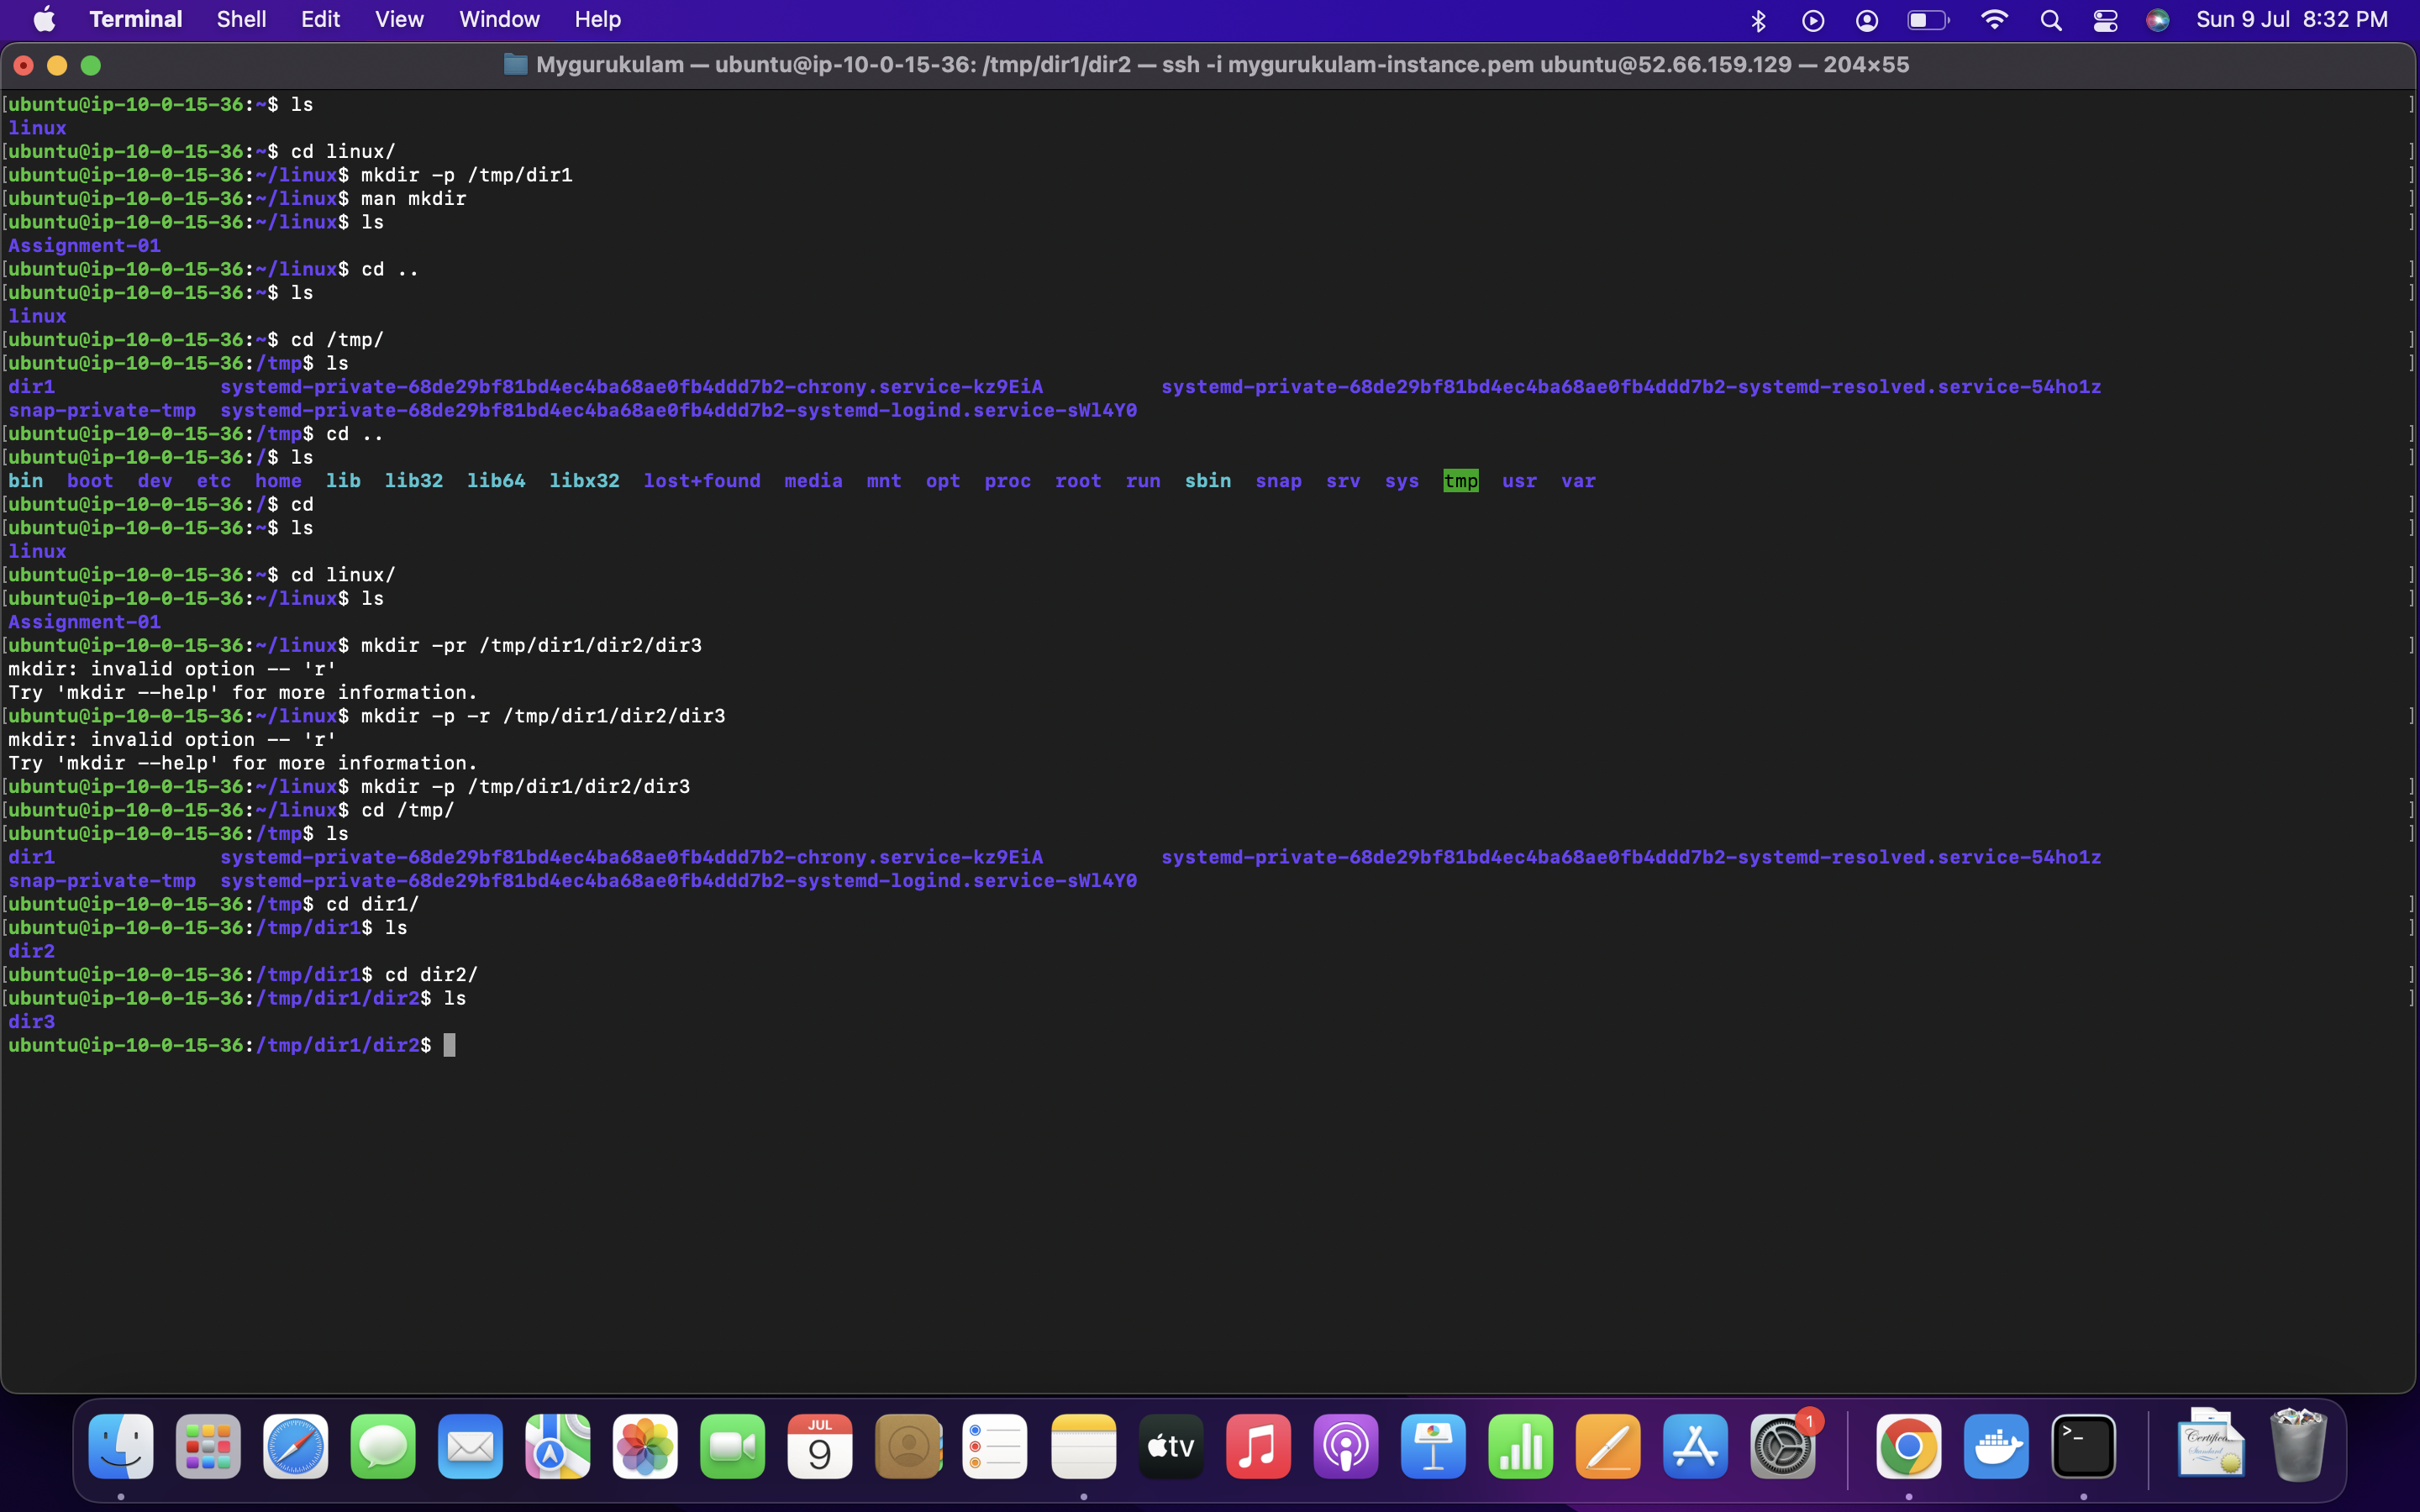 Terminal Shell Edit View Window Help Sun 9 Jul 8:32 PM
Mygurukulam — ubuntu@ip-10-0-15-36: /tmp/dir1/dir2 — ssh -i mygurukulam-instance.pem ubuntu@52.66.159.129 — 204×55
[ubuntu@ip-10-0-15-36:~$ ls ]
linux
[ubuntu@ip-10-0-15-36:~$ cd linux/ ]
[ubuntu@ip-10-0-15-36:~/linux$ mkdir -p /tmp/dir1 ]
[ubuntu@ip-10-0-15-36:~/linux$ man mkdir ]
[ubuntu@ip-10-0-15-36:~/linux$ ls ]
Assignment-01
[ubuntu@ip-10-0-15-36:~/linux$ cd .. ]
[ubuntu@ip-10-0-15-36:~$ ls ]
linux
[ubuntu@ip-10-0-15-36:~$ cd /tmp/ ]
[ubuntu@ip-10-0-15-36:/tmp$ ls ]
dir1 systemd-private-68de29bf81bd4ec4ba68ae0fb4ddd7b2-chrony.service-kz9EiA systemd-private-68de29bf81bd4ec4ba68ae0fb4ddd7b2-systemd-resolved.service-54ho1z
snap-private-tmp systemd-private-68de29bf81bd4ec4ba68ae0fb4ddd7b2-systemd-logind.service-sWl4Y0
[ubuntu@ip-10-0-15-36:/tmp$ cd .. ]
[ubuntu@ip-10-0-15-36:/$ ls ]
bin boot dev etc home lib lib32 lib64 libx32 lost+found media mnt opt proc root run sbin snap srv sys tmp usr var
[ubuntu@ip-10-0-15-36:/$ cd ]
[ubuntu@ip-10-0-15-36:~$ ls ]
linux
[ubuntu@ip-10-0-15-36:~$ cd linux/ ]
[ubuntu@ip-10-0-15-36:~/linux$ ls ]
Assignment-01
[ubuntu@ip-10-0-15-36:~/linux$ mkdir -pr /tmp/dir1/dir2/dir3 ]
mkdir: invalid option -- 'r'
Try 'mkdir --help' for more information.
[ubuntu@ip-10-0-15-36:~/linux$ mkdir -p -r /tmp/dir1/dir2/dir3 ]
mkdir: invalid option -- 'r'
Try 'mkdir --help' for more information.
[ubuntu@ip-10-0-15-36:~/linux$ mkdir -p /tmp/dir1/dir2/dir3 ]
[ubuntu@ip-10-0-15-36:~/linux$ cd /tmp/ ]
[ubuntu@ip-10-0-15-36:/tmp$ ls ]
dir1 systemd-private-68de29bf81bd4ec4ba68ae0fb4ddd7b2-chrony.service-kz9EiA systemd-private-68de29bf81bd4ec4ba68ae0fb4ddd7b2-systemd-resolved.service-54ho1z
snap-private-tmp systemd-private-68de29bf81bd4ec4ba68ae0fb4ddd7b2-systemd-logind.service-sWl4Y0
[ubuntu@ip-10-0-15-36:/tmp$ cd dir1/ ]
[ubuntu@ip-10-0-15-36:/tmp/dir1$ ls ]
dir2
[ubuntu@ip-10-0-15-36:/tmp/dir1$ cd dir2/ ]
[ubuntu@ip-10-0-15-36:/tmp/dir1/dir2$ ls ]
dir3
ubuntu@ip-10-0-15-36:/tmp/dir1/dir2$
JUL
9
tv
1
>_